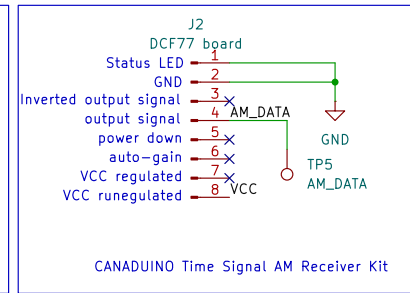 J2
DCF77 board
Status LED 1
GND 2
Inverted output signal 3
output signal 4 AM_DATA
power down 5
auto-gain 6
VCC regulated 7
VCC runegulated 8 VCC
GND
TP5
AM_DATA
CANADUINO Time Signal AM Receiver Kit